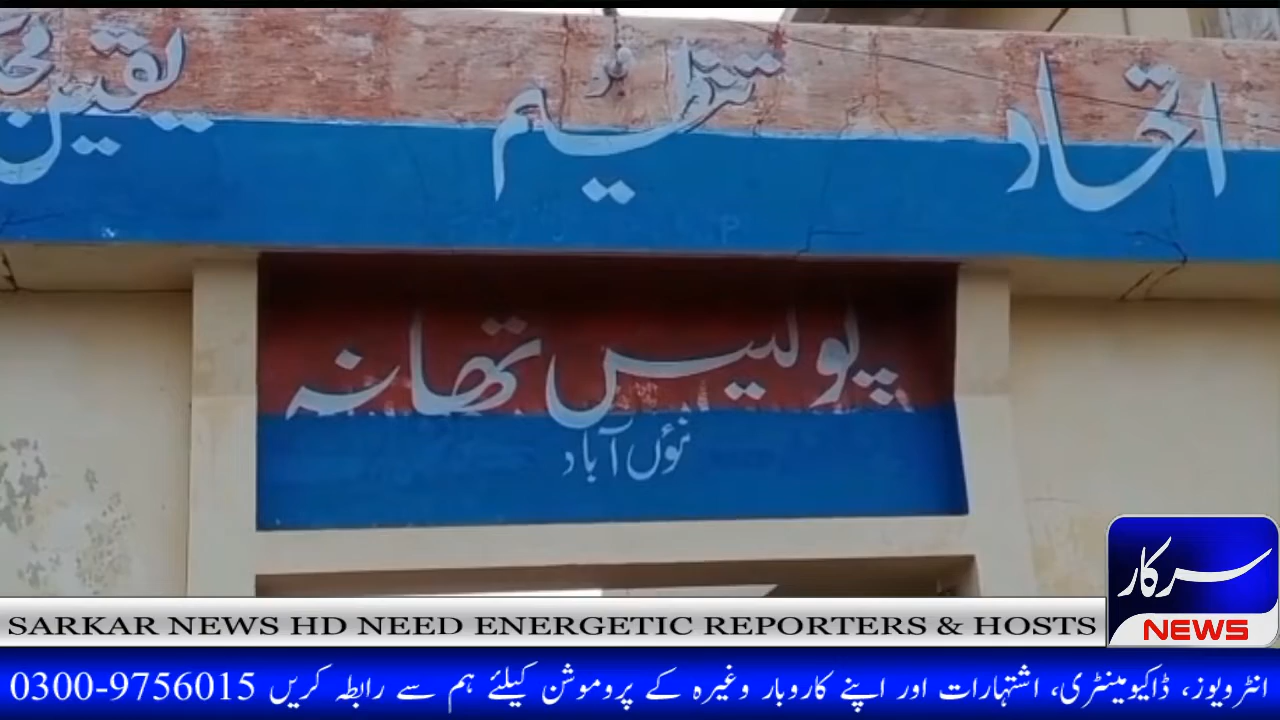 اتحاد تنظیم یقین
پولیس تھانہ
نوٴں آباد
سرکار
NEWS
SARKAR NEWS HD NEED ENERGETIC REPORTERS & HOSTS
انٹرویوز، ڈاکیومینٹری، اشتہارات اور اپنے کاروبار وغیرہ کے پروموشن کیلئے ہم سے رابطہ کریں 0300-9756015